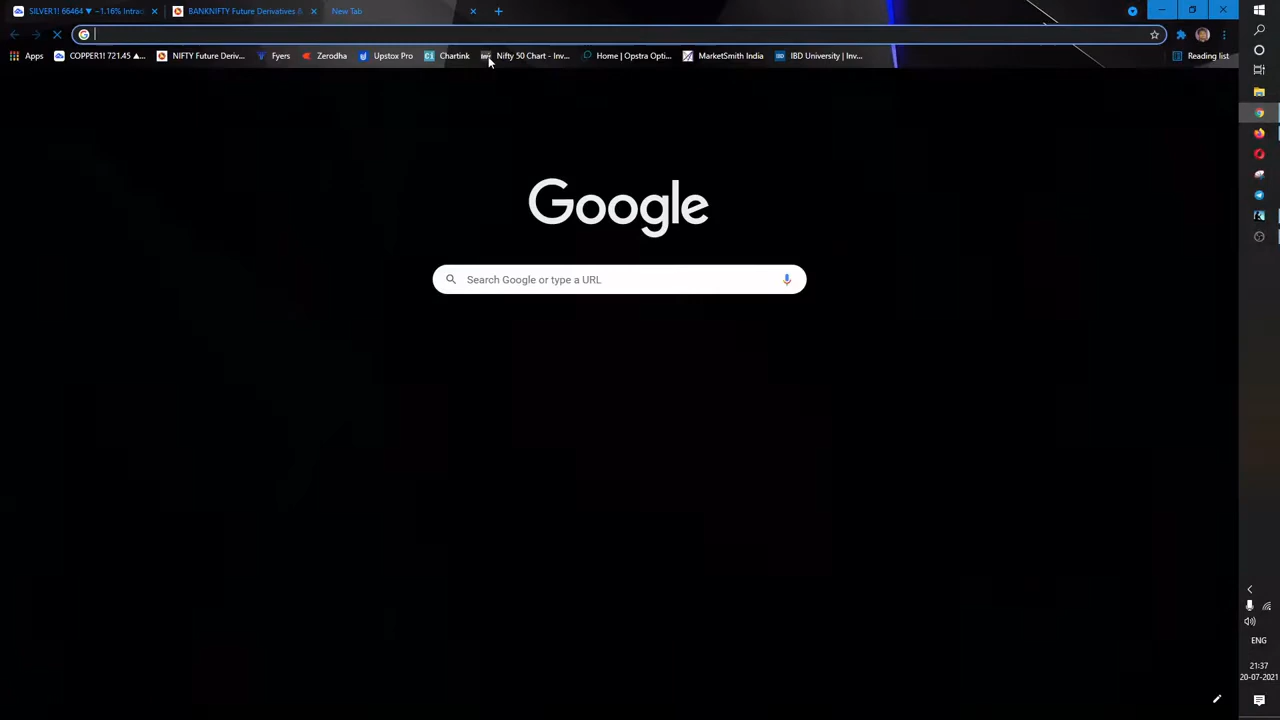 SILVER1! 66464 ▼ −1.16% Intrad
BANKNIFTY Future Derivatives &
New Tab
Apps
COPPER1! 721.45 ▲...
NIFTY Future Deriv...
Fyers
Zerodha
Upstox Pro
Chartink
Nifty 50 Chart - Inv...
Home | Opstra Opti...
MarketSmith India
IBD University | Inv...
Reading list
Google
Search Google or type a URL
ENG
21:37
20-07-2021